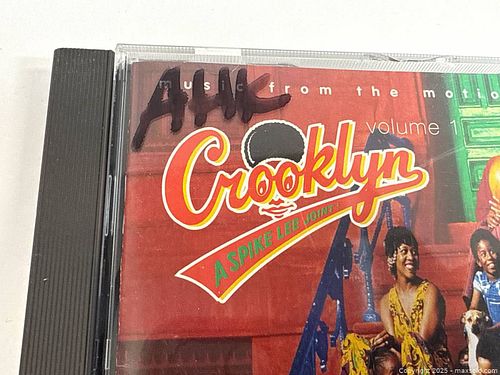 AHK
music from the motio
volume 1
Crooklyn
A SPIKE LEE JOINT
Copyright 2025 - maxsold.com